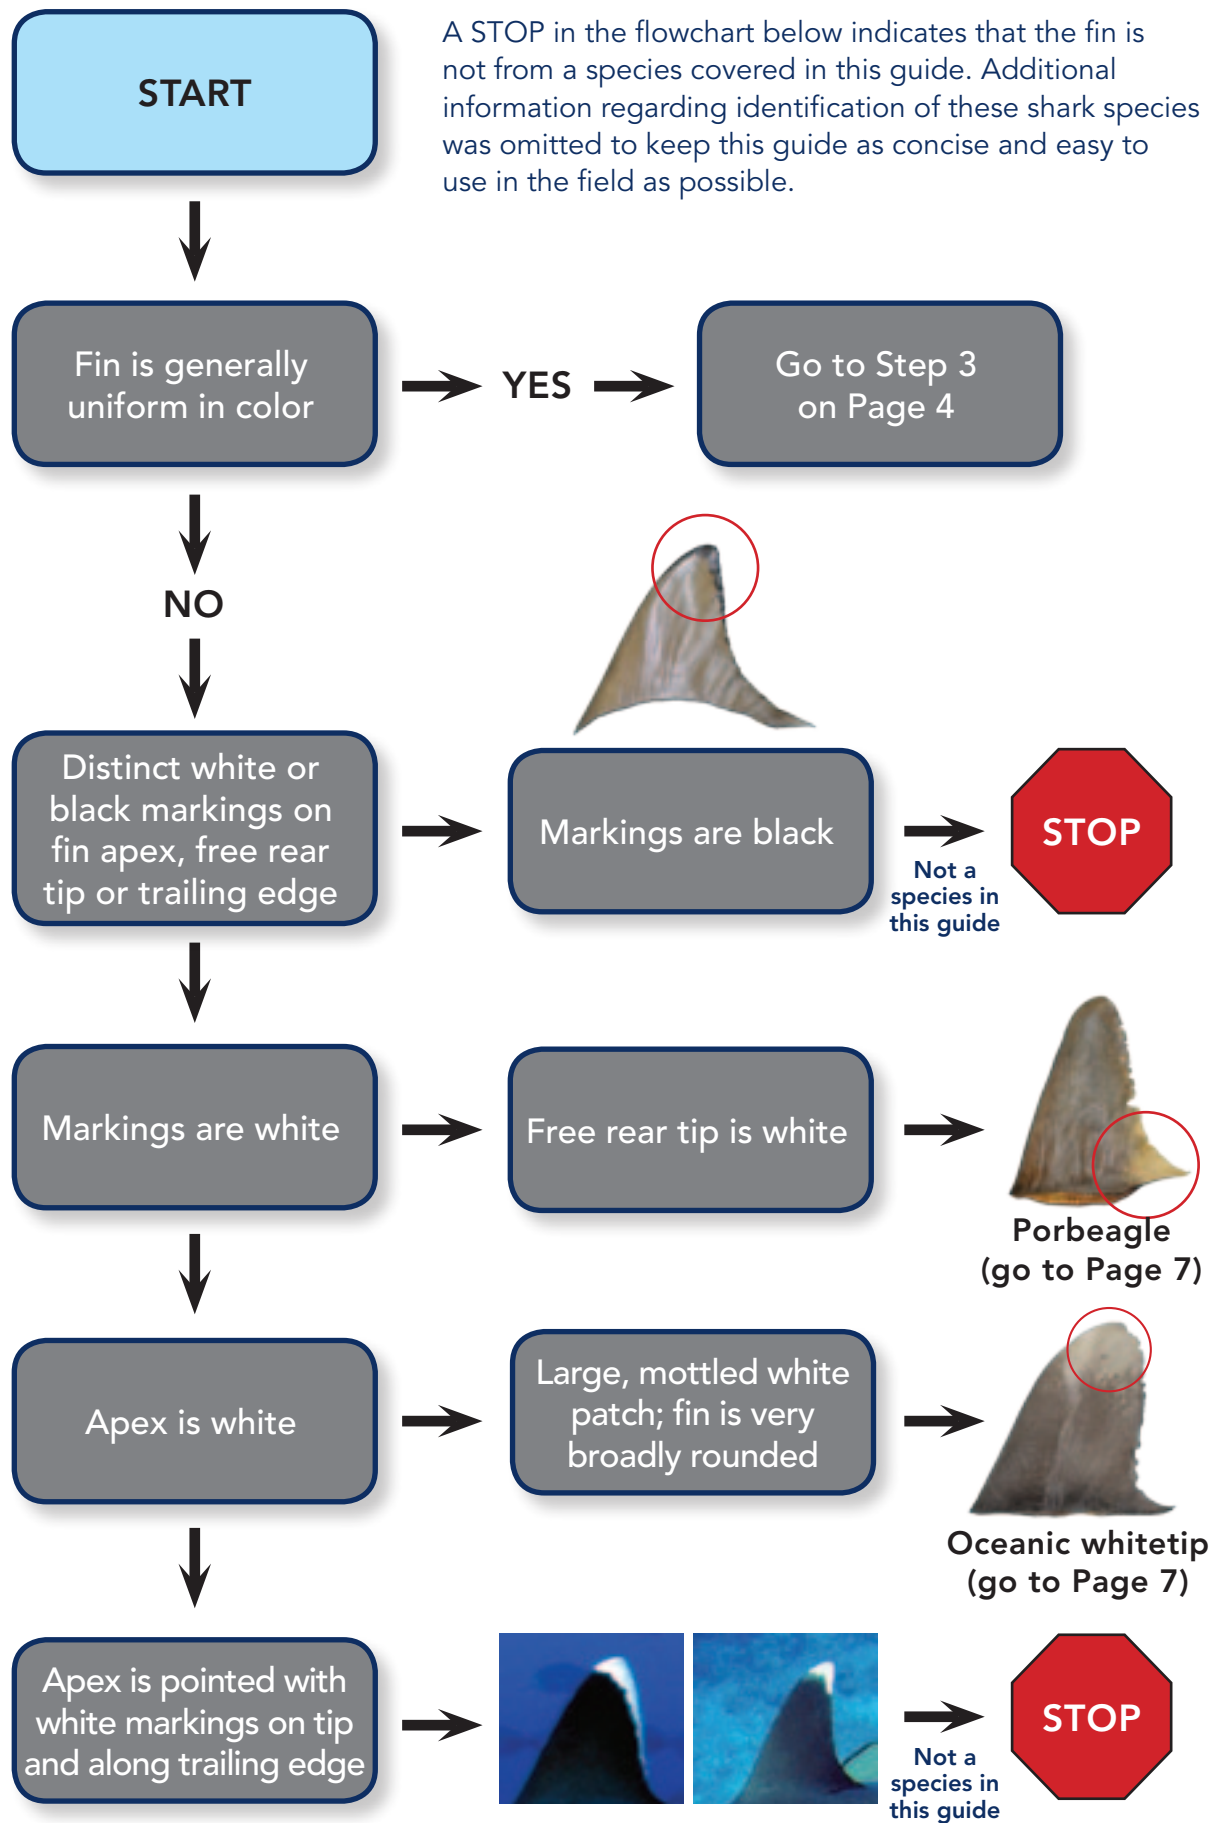 START
A STOP in the flowchart below indicates that the fin is
not from a species covered in this guide. Additional
information regarding identification of these shark species
was omitted to keep this guide as concise and easy to
use in the field as possible.
Fin is generally
uniform in color
YES
Go to Step 3
on Page 4
NO
Distinct white or
black markings on
fin apex, free rear
tip or trailing edge
Markings are black
Not a
species in
this guide
STOP
Markings are white
Free rear tip is white
Porbeagle
(go to Page 7)
Apex is white
Large, mottled white
patch; fin is very
broadly rounded
Oceanic whitetip
(go to Page 7)
Apex is pointed with
white markings on tip
and along trailing edge
Not a
species in
this guide
STOP